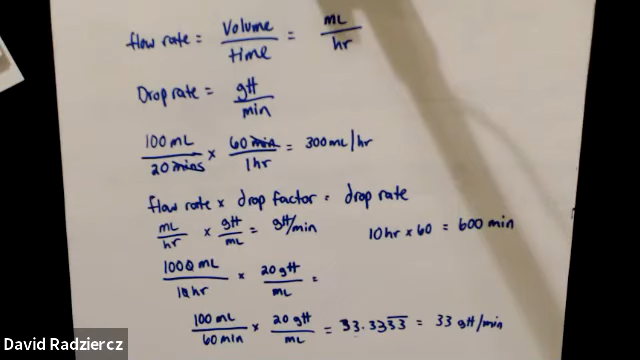 flow rate = Volume/time = mL/hr
Drop rate = gtt/min
100 mL/20 mins x 60 min/1hr = 300 mL/hr
flow rate x drop factor = drop rate
mL/hr x gtt/mL = gtt/min
10hr x 60 = 600 min
1000 mL/10 hr x 20 gtt/mL =
100 mL/60 min x 20 gtt/mL = 33.3333 = 33 gtt/min
David Radziercz